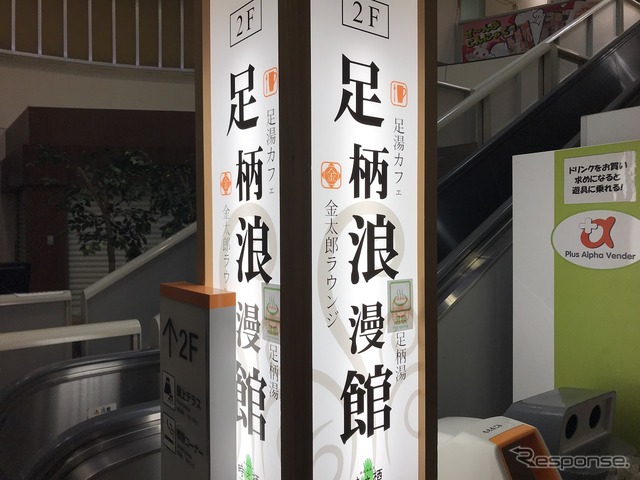 2F
足柄浪漫館
足湯カフェ
金太郎ラウンジ
足柄湯
2F
足柄浪漫館
足湯カフェ
金太郎ラウンジ
足柄湯
↑2F
ドリンクをお買い
求めになると
遊具に乗れる!
Plus Alpha Vender
Response.